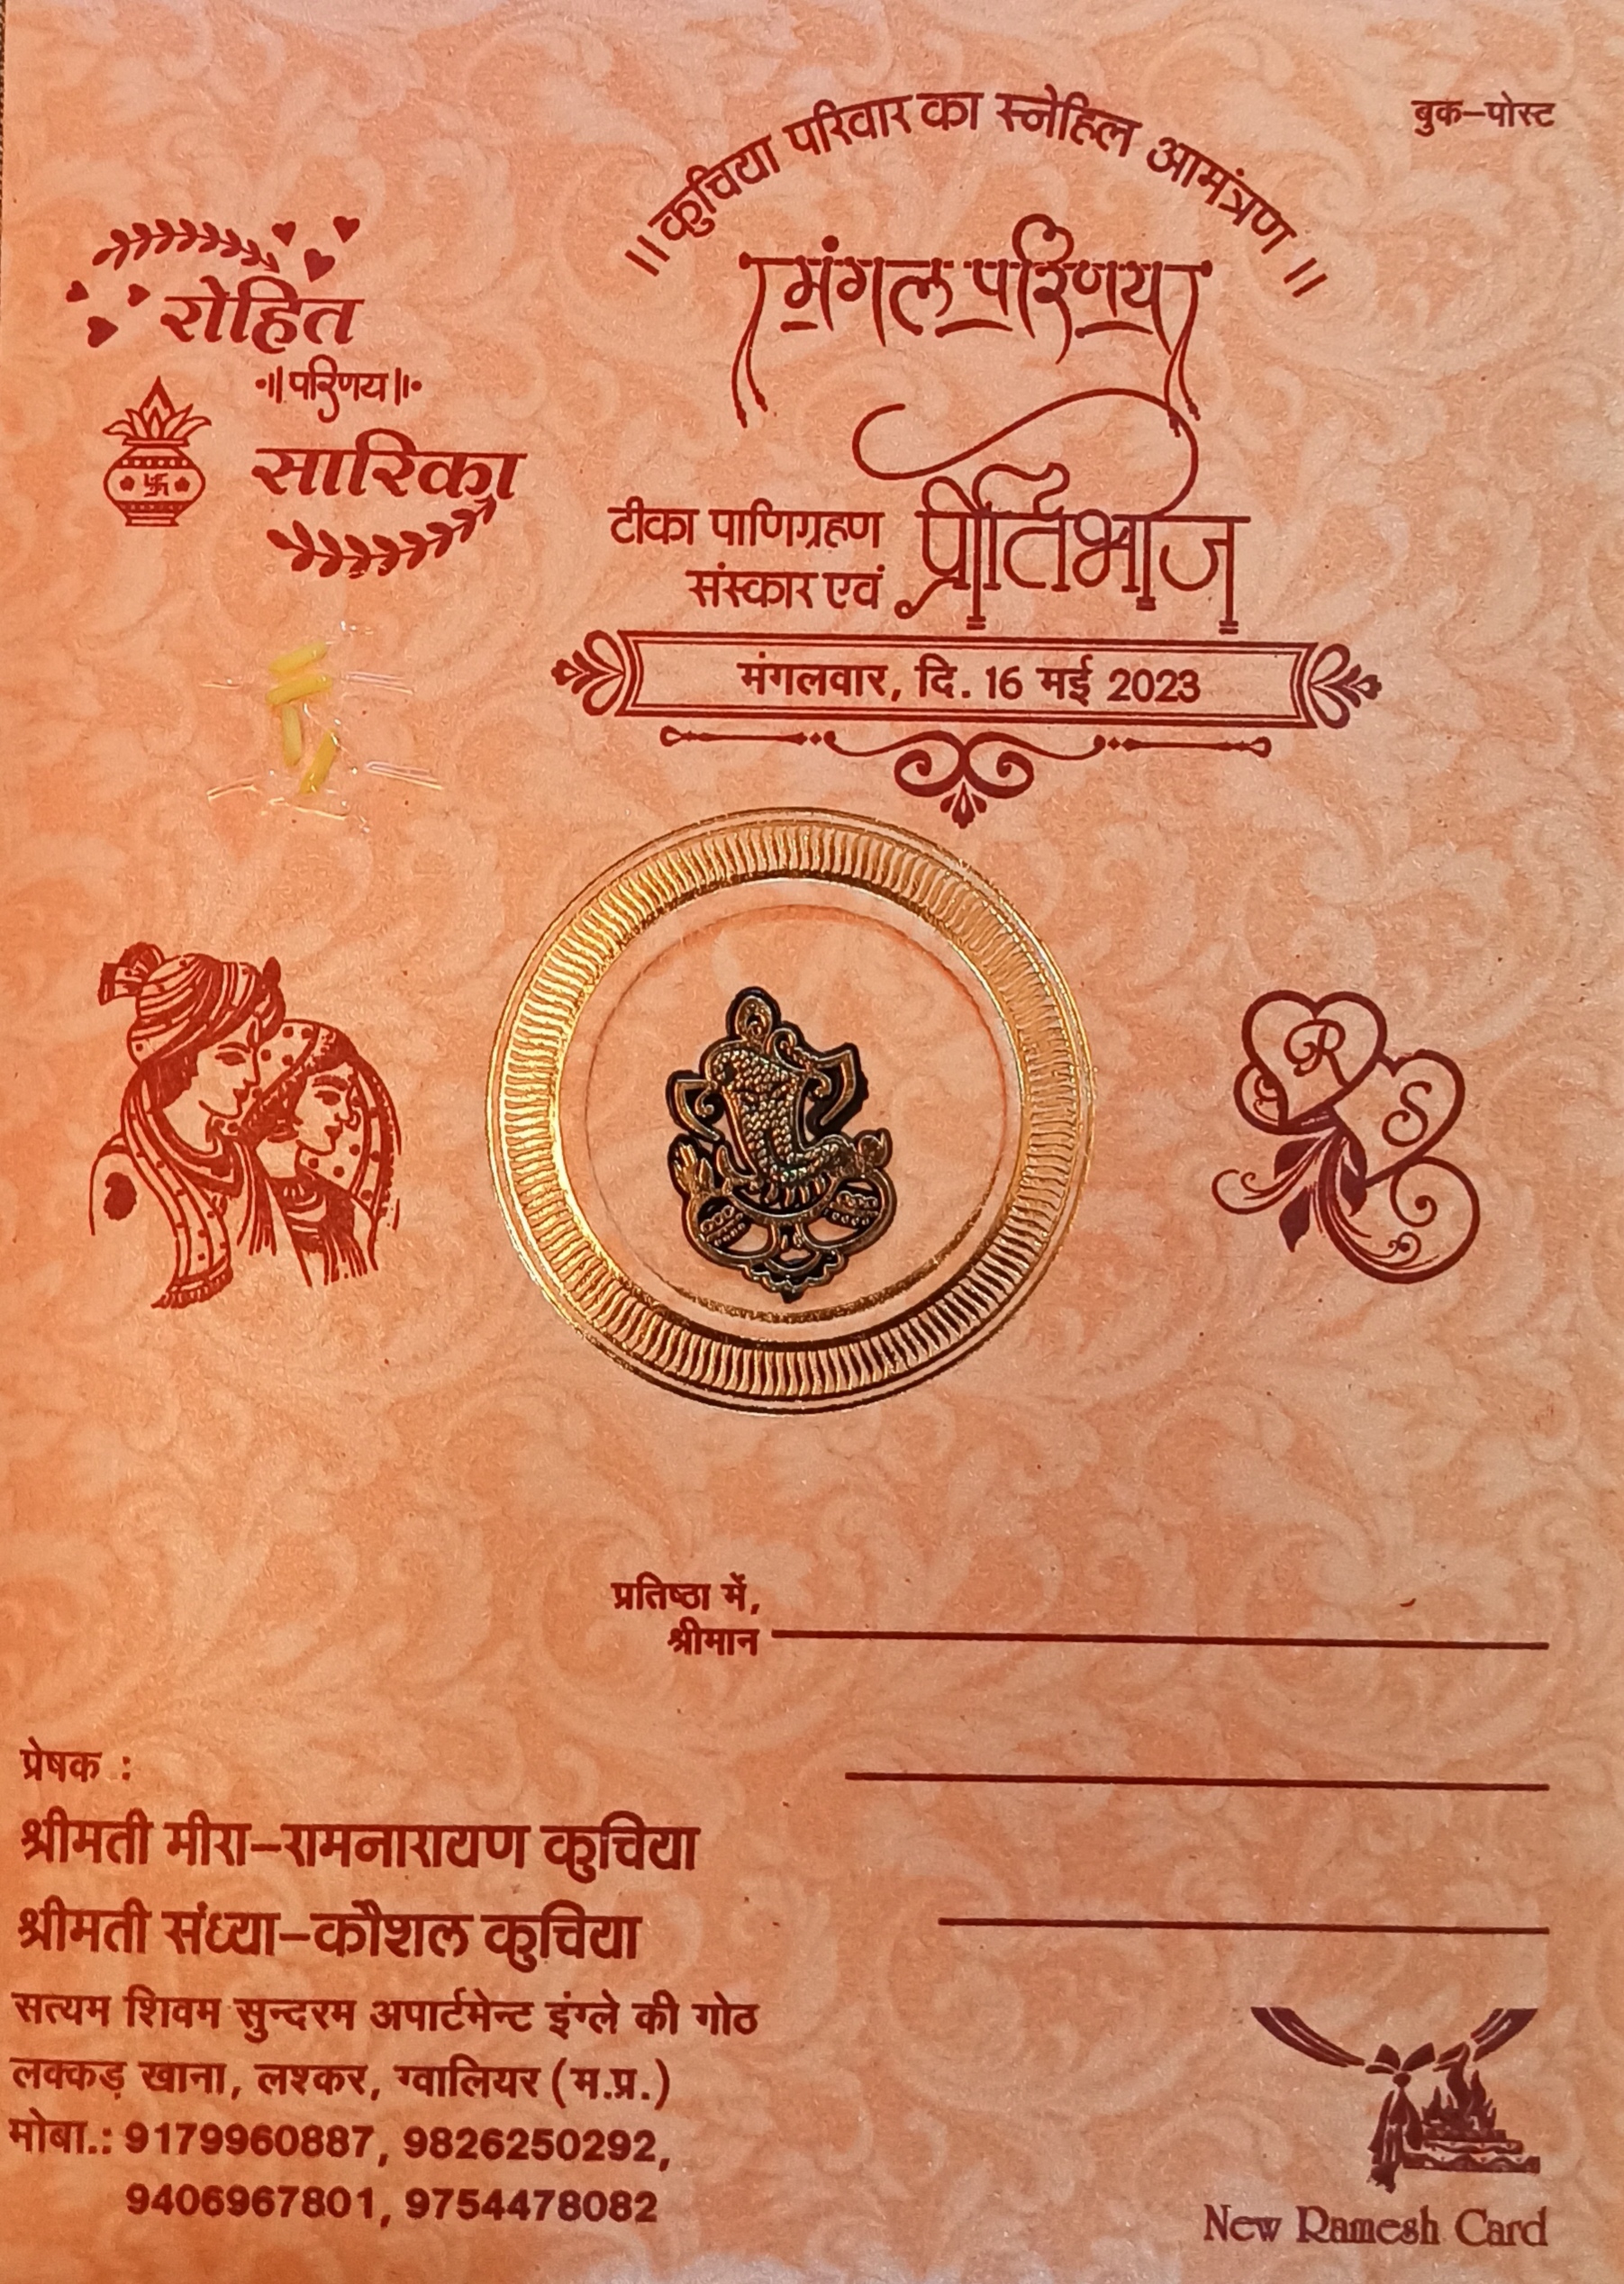 बुक–पोस्ट
|| कुचिया परिवार का स्नेहिल आमंत्रण ||
मंगल परिणय
रोहित
||परिणय||
सारिका
टीका पाणिग्रहण
संस्कार एवं
प्रीतिभोज
मंगलवार, दि. 16 मई 2023
R
S
प्रतिष्ठा में,
श्रीमान
प्रेषक :
श्रीमती मीरा–रामनारायण कुचिया
श्रीमती संध्या–कौशल कुचिया
सत्यम शिवम सुन्दरम अपार्टमेन्ट इंग्ले की गोठ
लक्कड़ खाना, लश्कर, ग्वालियर (म.प्र.)
मोबा.: 9179960887, 9826250292,
9406967801, 9754478082
New Ramesh Card